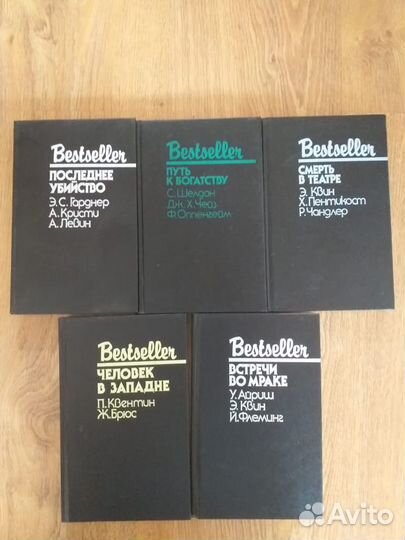 Bestseller
ПОСЛЕДНЕЕ
УБИЙСТВО
Э.С. Гарднер
А. Кристи
А. Левин
Bestseller
ПУТЬ
К БОГАТСТВУ
С. Шелдон
Дж. Х. Чейз
Ф. Оппенгейм
Bestseller
СМЕРТЬ
В ТЕАТРЕ
Э. Квин
Х. Пентикост
Р. Чандлер
Bestseller
ЧЕЛОВЕК
В ЗАПАДНЕ
П. Квентин
Ж. Брюс
Bestseller
ВСТРЕЧИ
ВО МРАКЕ
У. Айриш
Э. Квин
Й. Флеминг
Avito